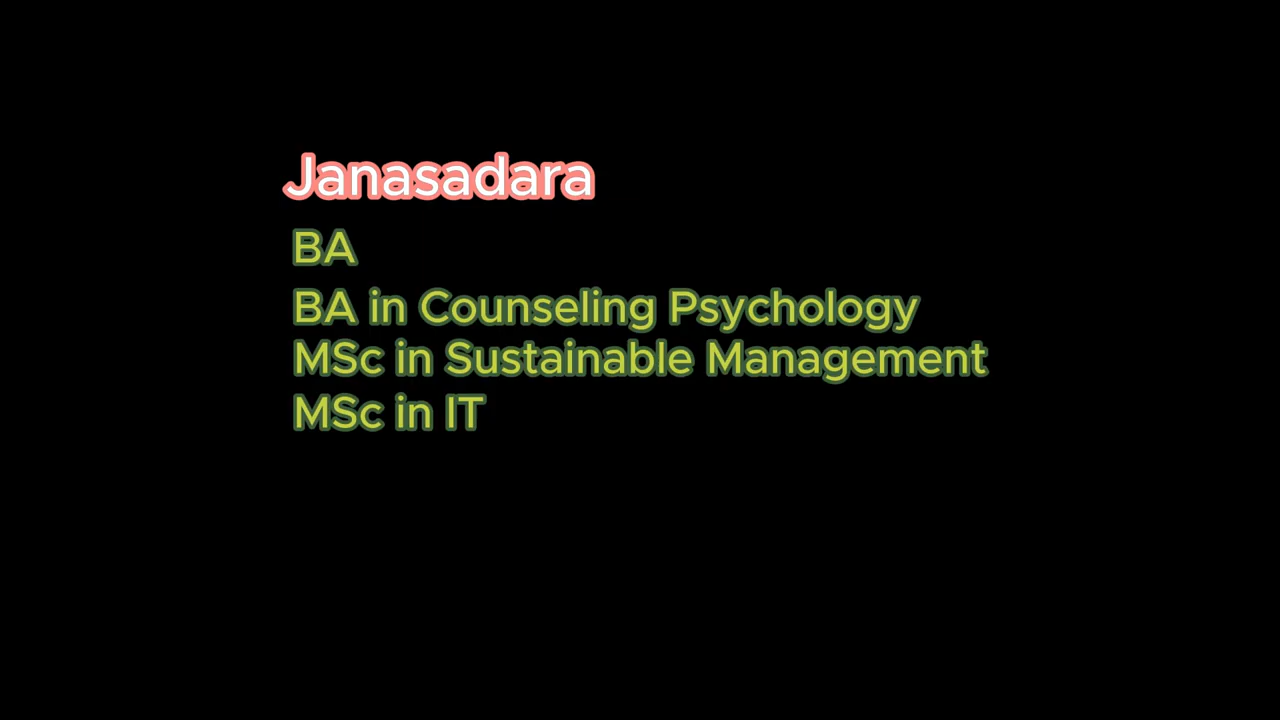 Janasadara
BA
BA in Counseling Psychology
MSc in Sustainable Management
MSc in IT